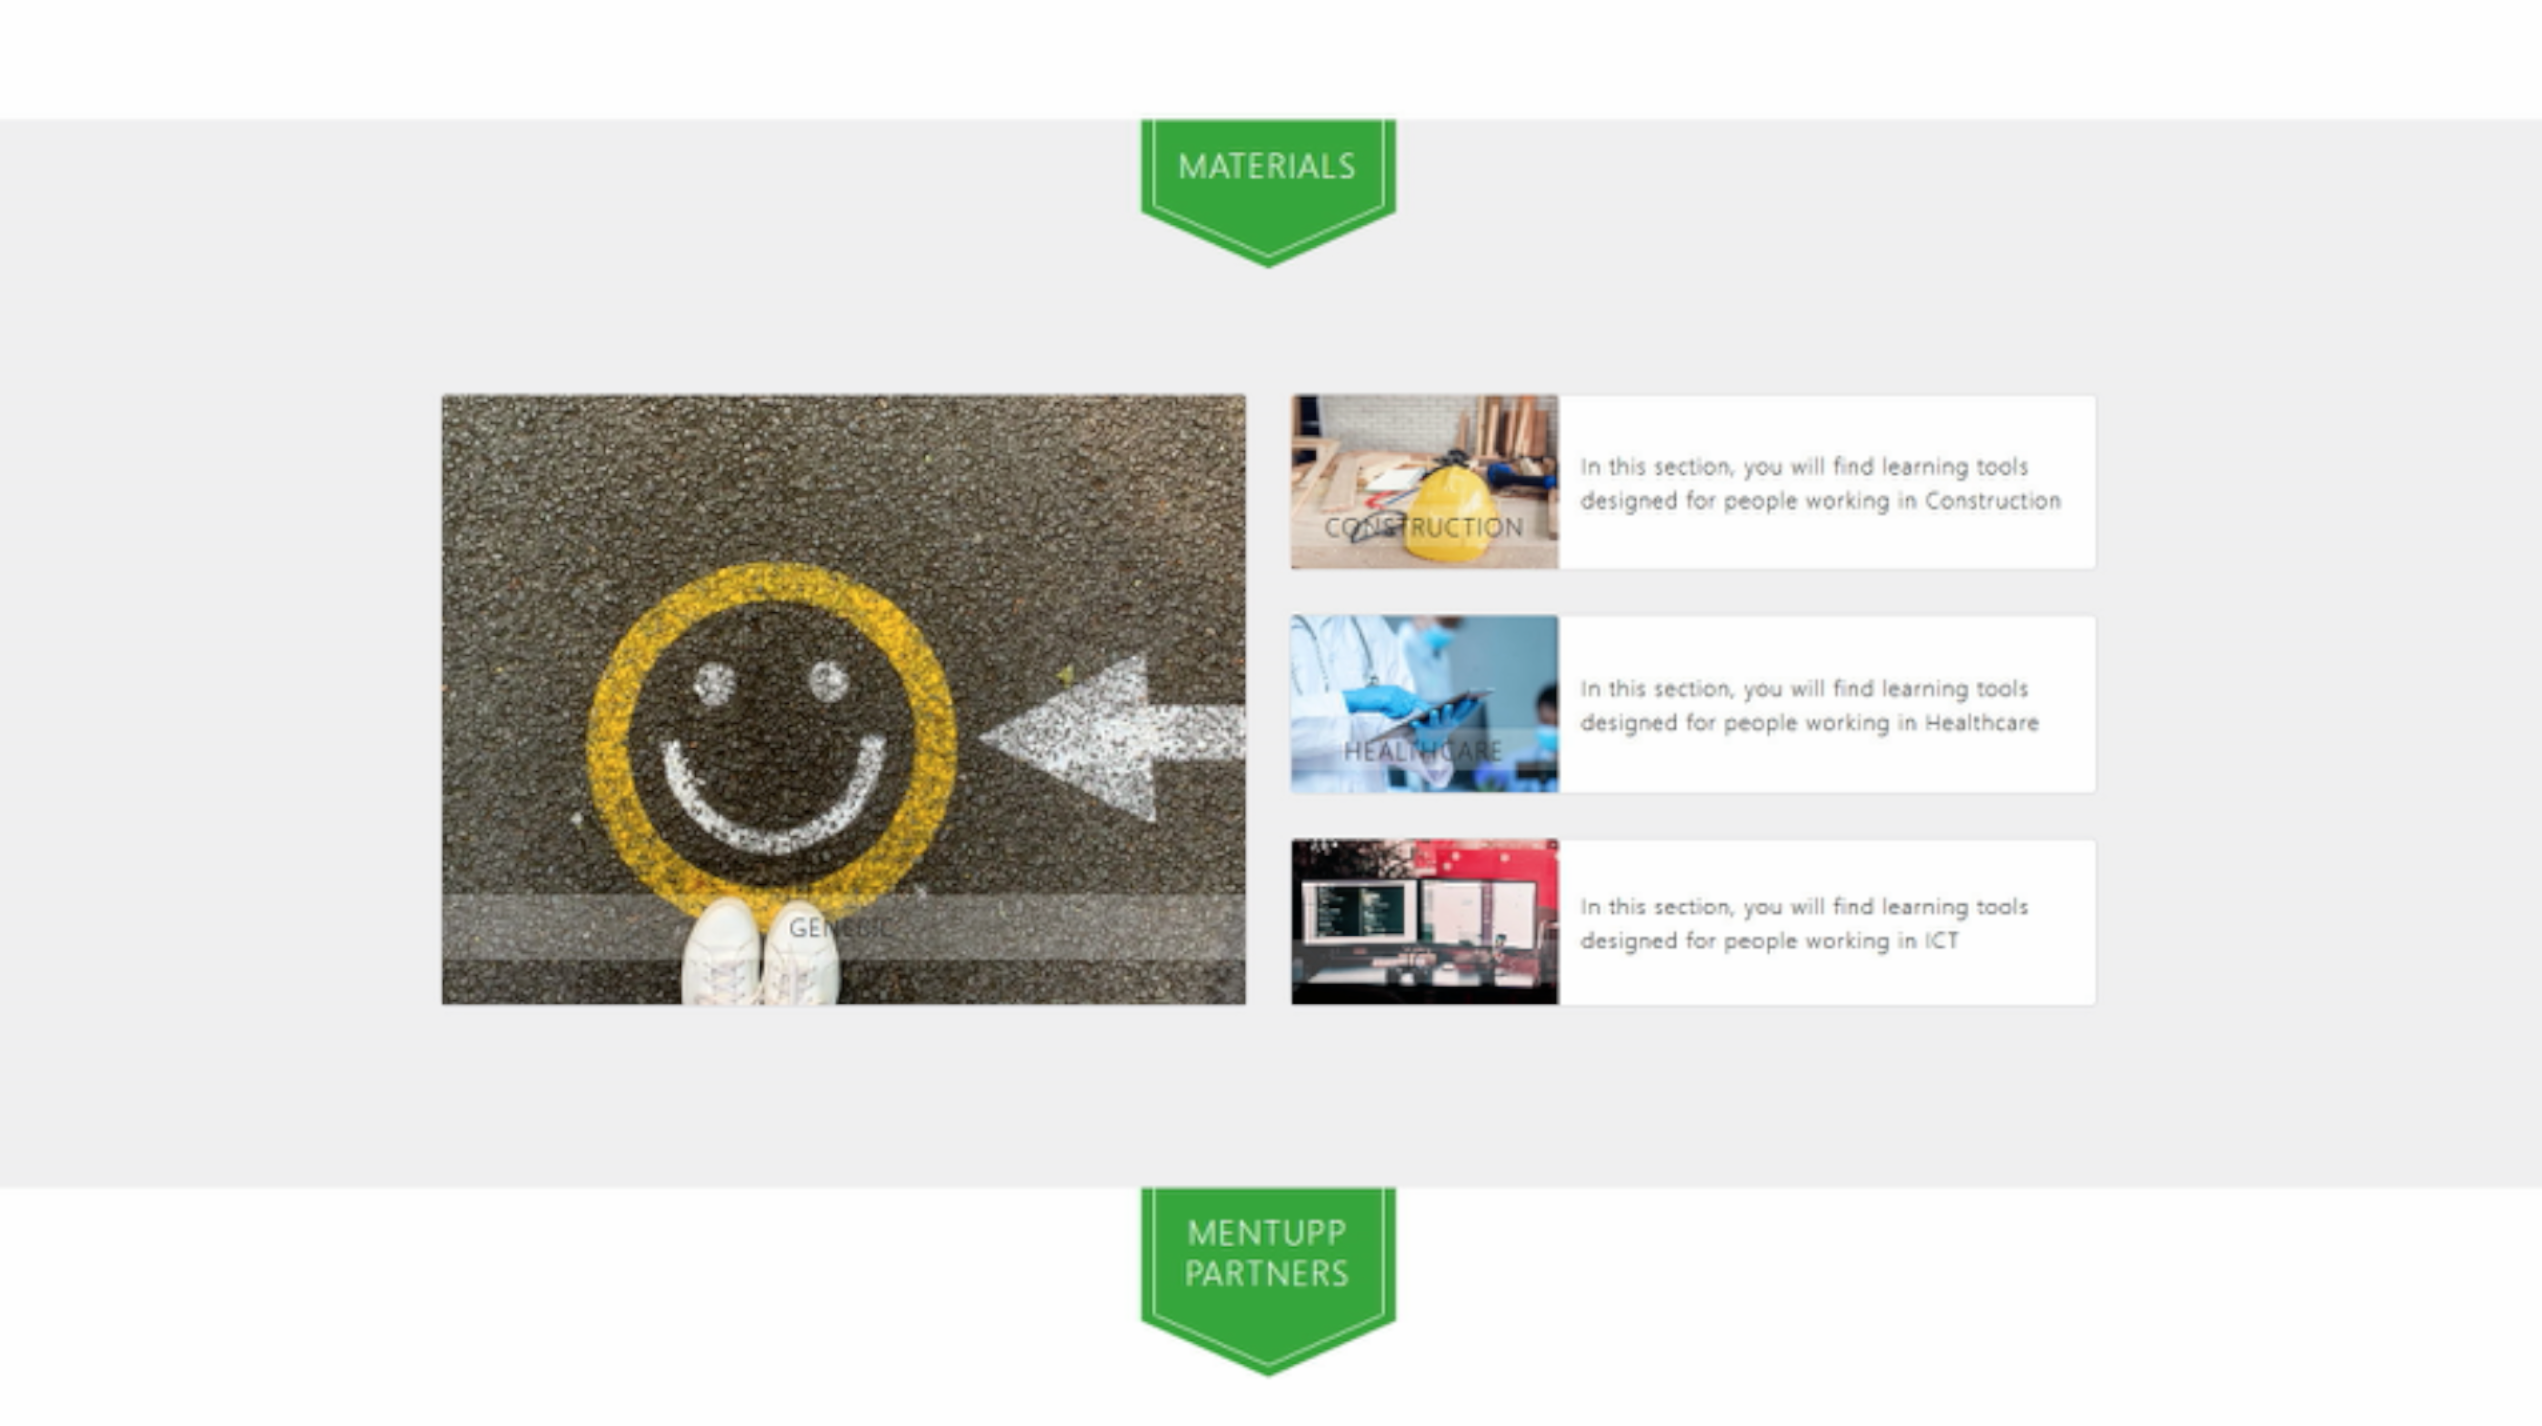 MATERIALS
GENERIC
CONSTRUCTION
In this section, you will find learning tools
designed for people working in Construction
HEALTHCARE
In this section, you will find learning tools
designed for people working in Healthcare
In this section, you will find learning tools
designed for people working in ICT
MENTUPP
PARTNERS